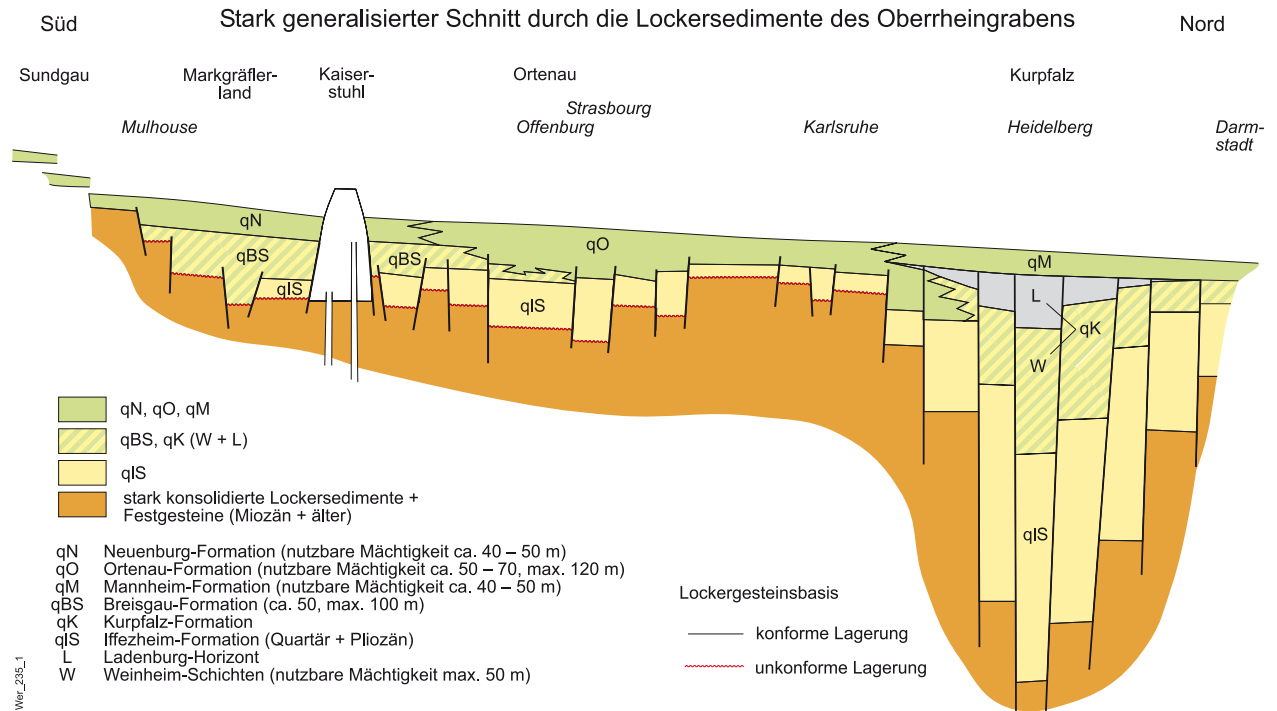 Süd
Stark generalisierter Schnitt durch die Lockersedimente des Oberrheingrabens
Nord
Sundgau
Markgräfler-
land
Kaiser-
stuhl
Ortenau
Kurpfalz
Mulhouse
Strasbourg
Offenburg
Karlsruhe
Heidelberg
Darm-
stadt
qN
qBS
qIS
qBS
qO
qIS
qM
L
qK
W
qIS
qN, qO, qM
qBS, qK (W + L)
qIS
stark konsolidierte Lockersedimente +
Festgesteine (Miozän + älter)
qN Neuenburg-Formation (nutzbare Mächtigkeit ca. 40 – 50 m)
qO Ortenau-Formation (nutzbare Mächtigkeit ca. 50 – 70, max. 120 m)
qM Mannheim-Formation (nutzbare Mächtigkeit ca. 40 – 50 m)
qBS Breisgau-Formation (ca. 50, max. 100 m)
qK Kurpfalz-Formation
qIS Iffezheim-Formation (Quartär + Pliozän)
L Ladenburg-Horizont
W Weinheim-Schichten (nutzbare Mächtigkeit max. 50 m)
Lockergesteinsbasis
konforme Lagerung
unkonforme Lagerung
Wer_235_1